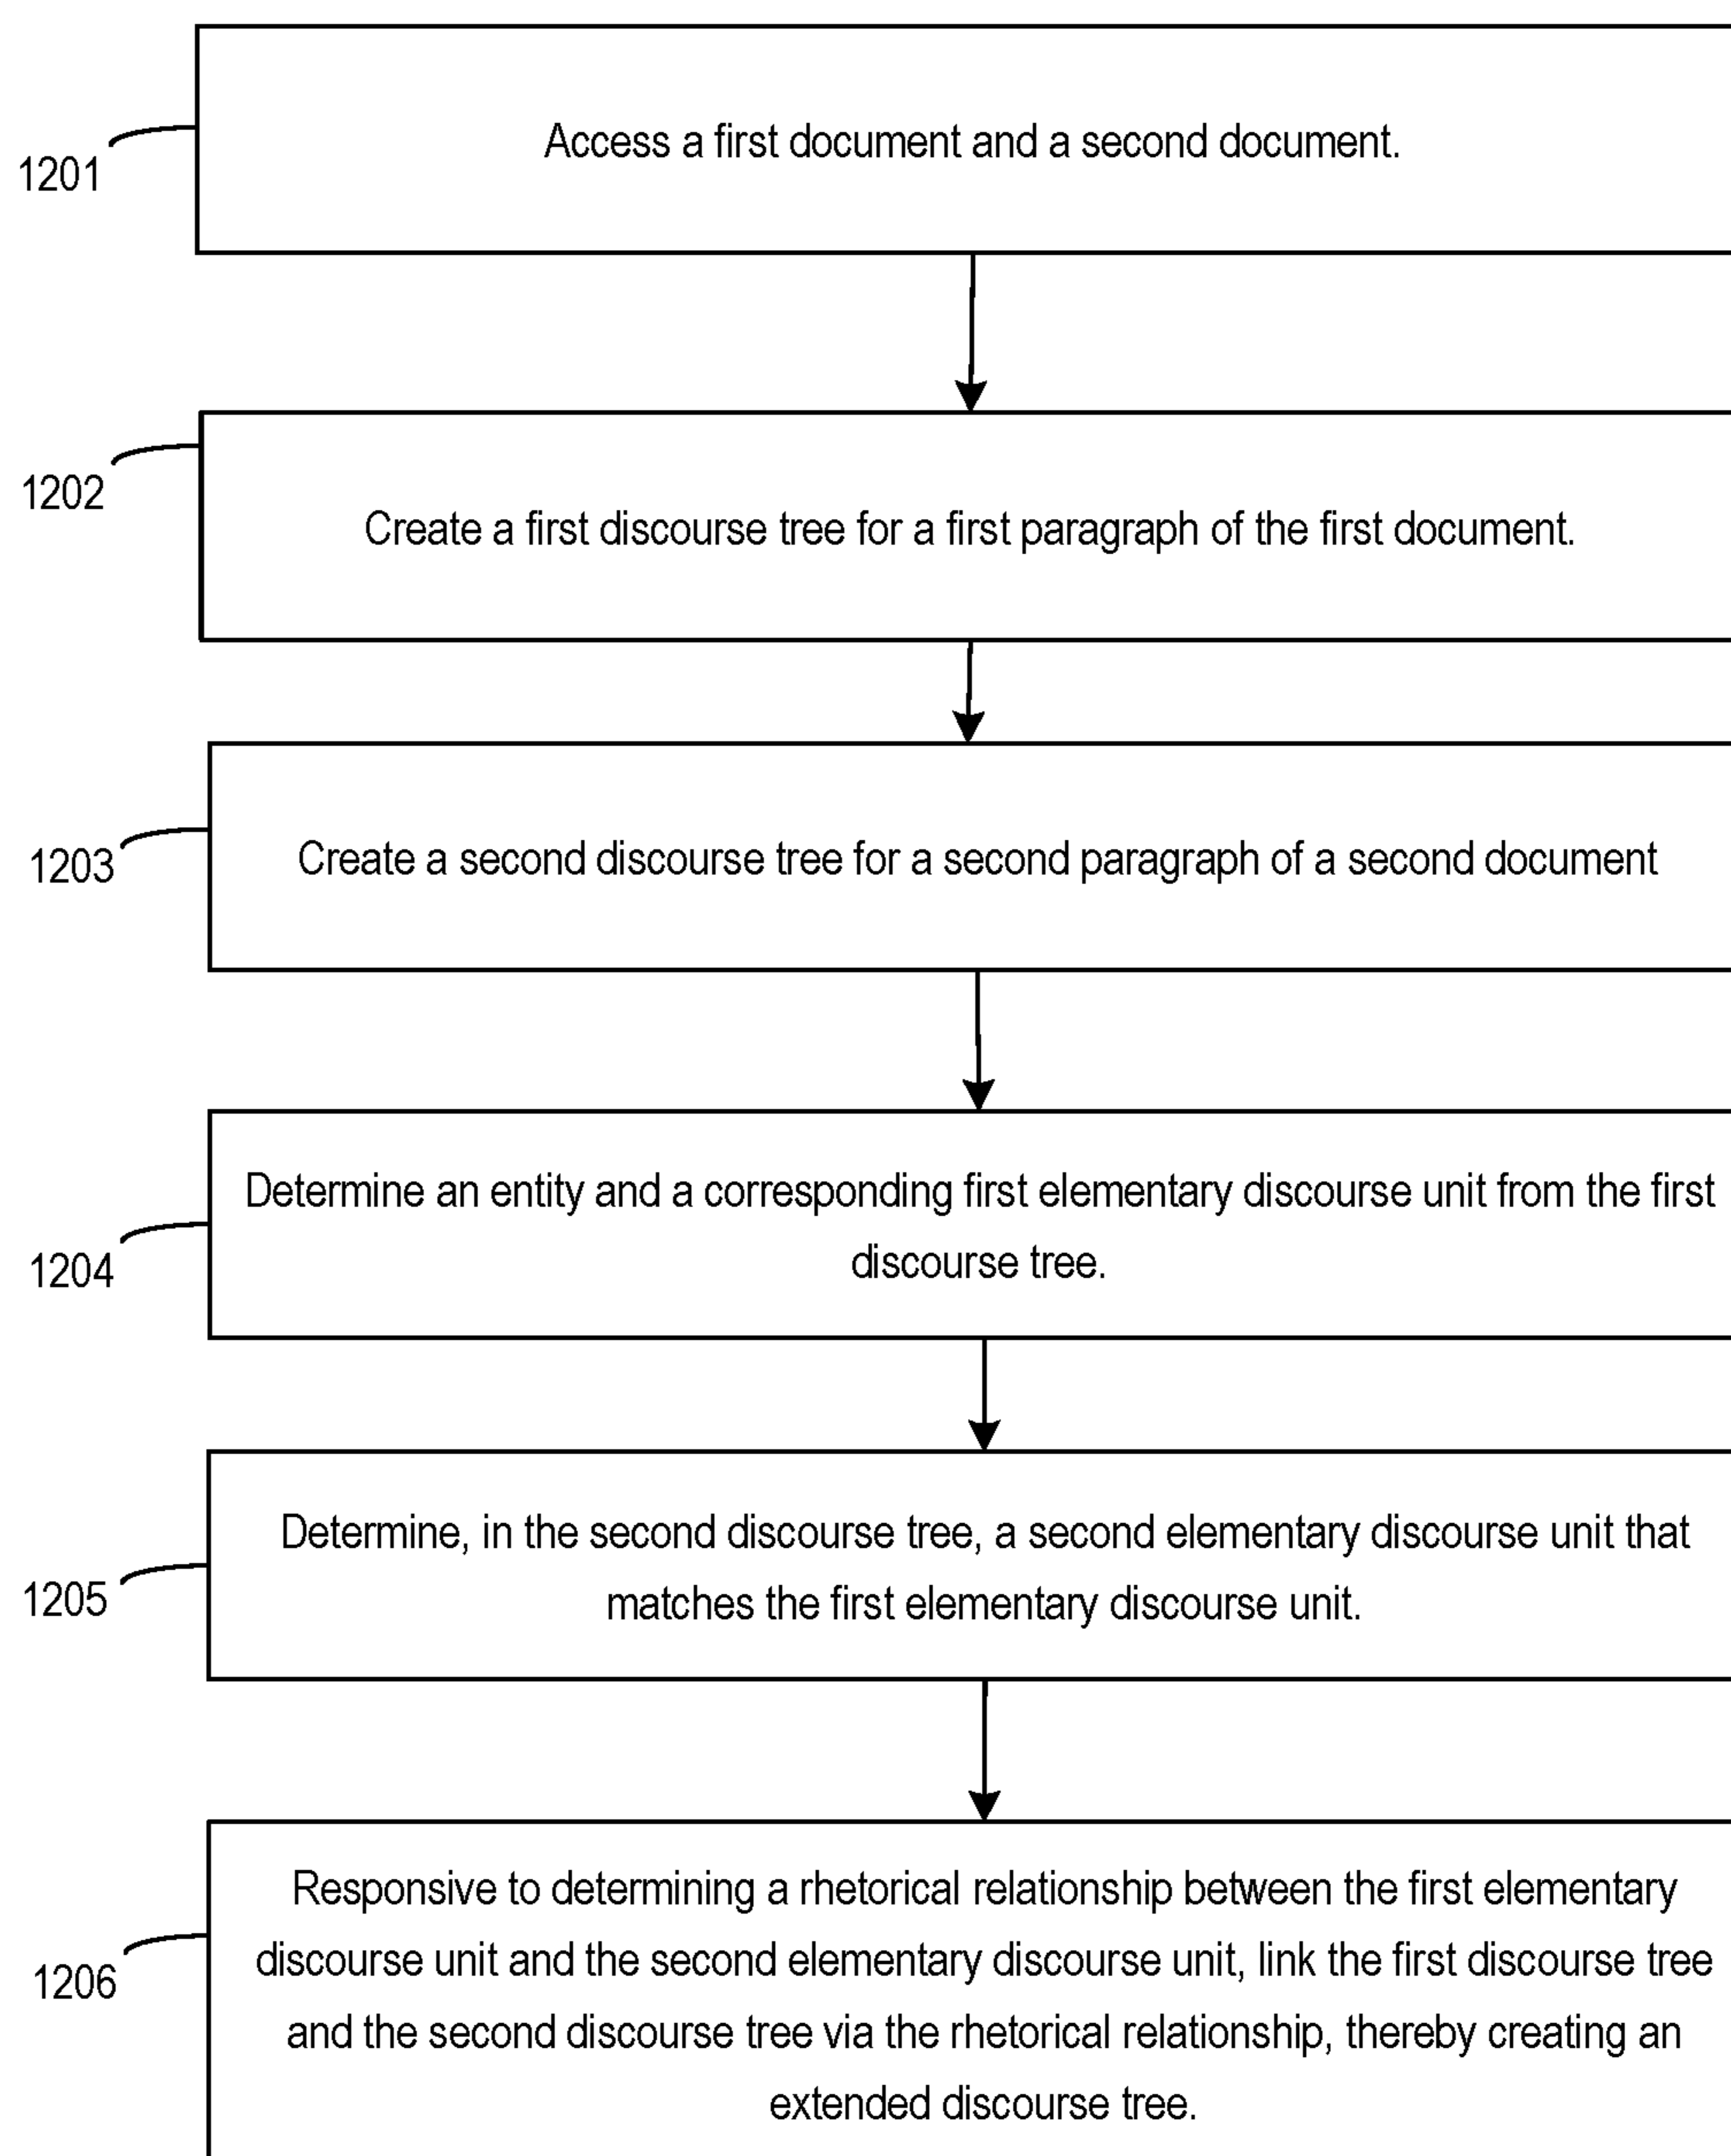 Access a first document and a second document.
1201
1202
Create a first discourse tree for a first paragraph of the first document.
Create a second discourse tree for a second paragraph of a second document
1203
Determine an entity and a corresponding first elementary discourse unit from the first
discourse tree.
1204
Determine, in the second discourse tree, a second elementary discourse unit that
matches the first elementary discourse unit.
1205
Responsive to determining a rhetorical relationship between the first elementary
discourse unit and the second elementary discourse unit, link the first discourse tree
1206
and the second discourse tree via the rhetorical relationship, thereby creating an
extended discourse tree.